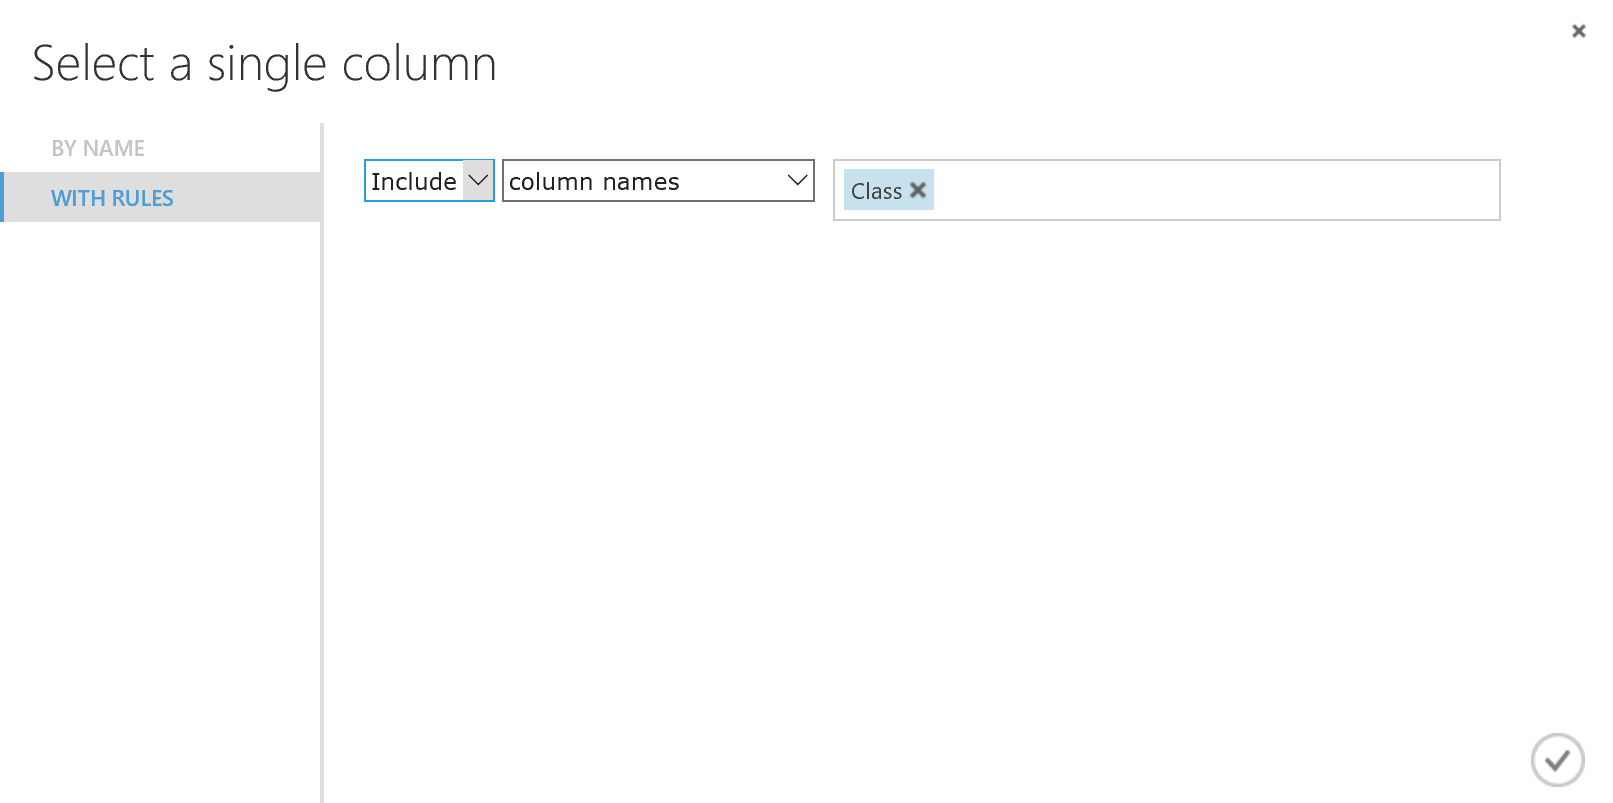 Select a single column
BY NAME
WITH RULES
Include column names Class